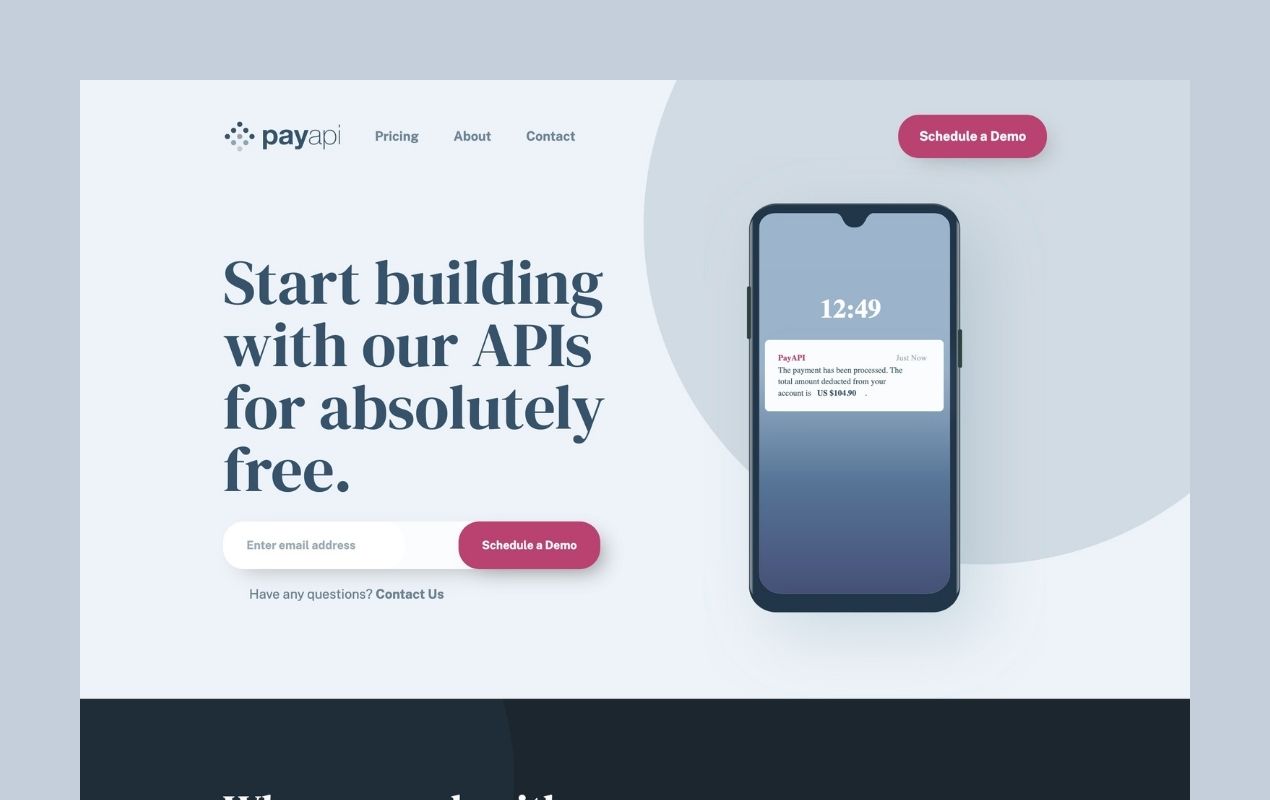 payapi
Pricing
About
Contact
Schedule a Demo
Start building
with our APIs
for absolutely
free.
Enter email address
Schedule a Demo
Have any questions? Contact Us
12:49
PayAPI
Just Now
The payment has been processed. The
total amount deducted from your
account is US $104.90 .